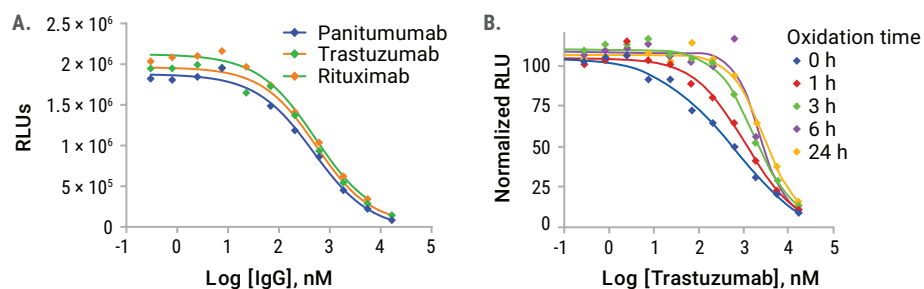 A.
2.5 × 10⁶
2 × 10⁶
1.5 × 10⁶
1 × 10⁶
5 × 10⁵
0
RLUs
-1 0 1 2 3 4 5
Log [IgG], nM
Panitumumab
Trastuzumab
Rituximab
B.
100
75
50
25
0
Normalized RLU
-1 0 1 2 3 4 5
Log [Trastuzumab], nM
Oxidation time
0 h
1 h
3 h
6 h
24 h